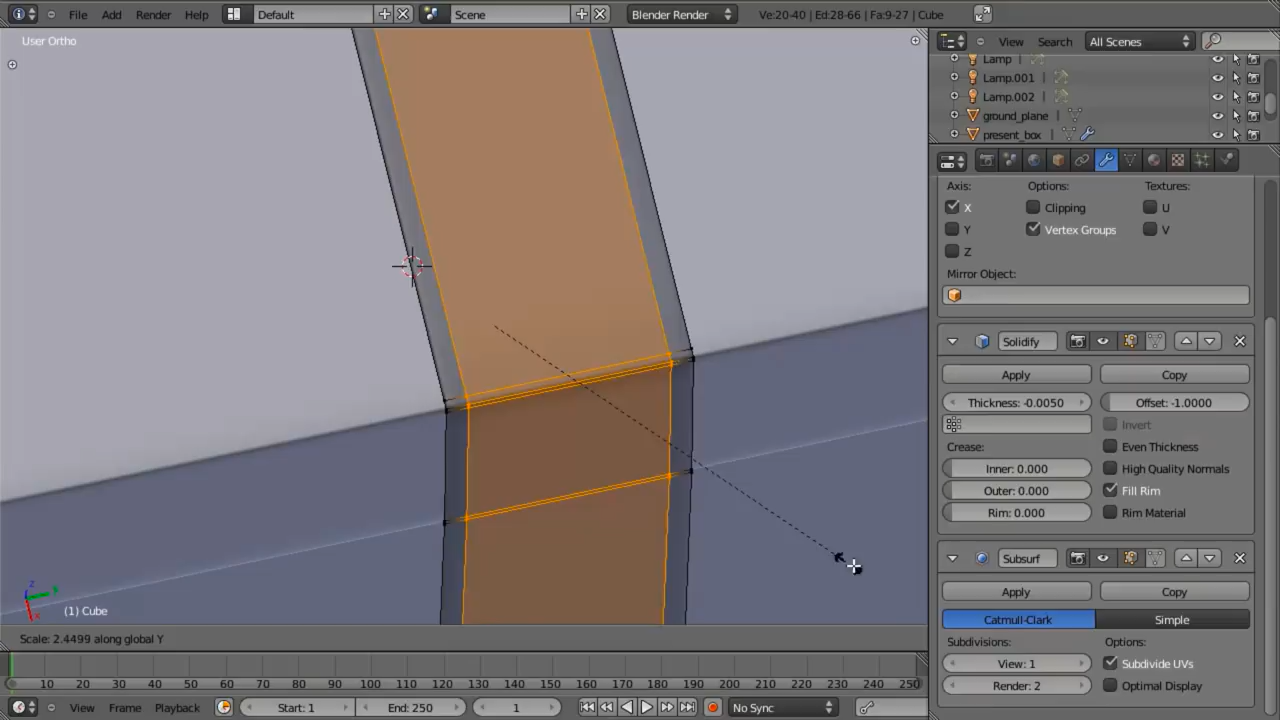 File Add Render Help Default Scene Blender Render Ve:20-40 | Ed:28-66 | Fa:9-27 | Cube
User Ortho
View Search All Scenes
Lamp
Lamp.001
Lamp.002
ground_plane
present_box
Axis: Options: Textures:
X Clipping U
Y Vertex Groups V
Z
Mirror Object:
Solidify
Apply Copy
Thickness: -0.0050 Offset: -1.0000
Invert
Crease: Even Thickness
Inner: 0.000 High Quality Normals
Outer: 0.000 Fill Rim
Rim: 0.000 Rim Material
Subsurf
Apply Copy
Catmull-Clark Simple
Subdivisions: Options:
View: 1 Subdivide UVs
Render: 2 Optimal Display
z
x
(1) Cube
Scale: 2.4499 along global Y
10 20 30 40 50 60 70 80 90 100 110 120 130 140 150 160 170 180 190 200 210 220 230 240 250
View Frame Playback Start: 1 End: 250 1 No Sync